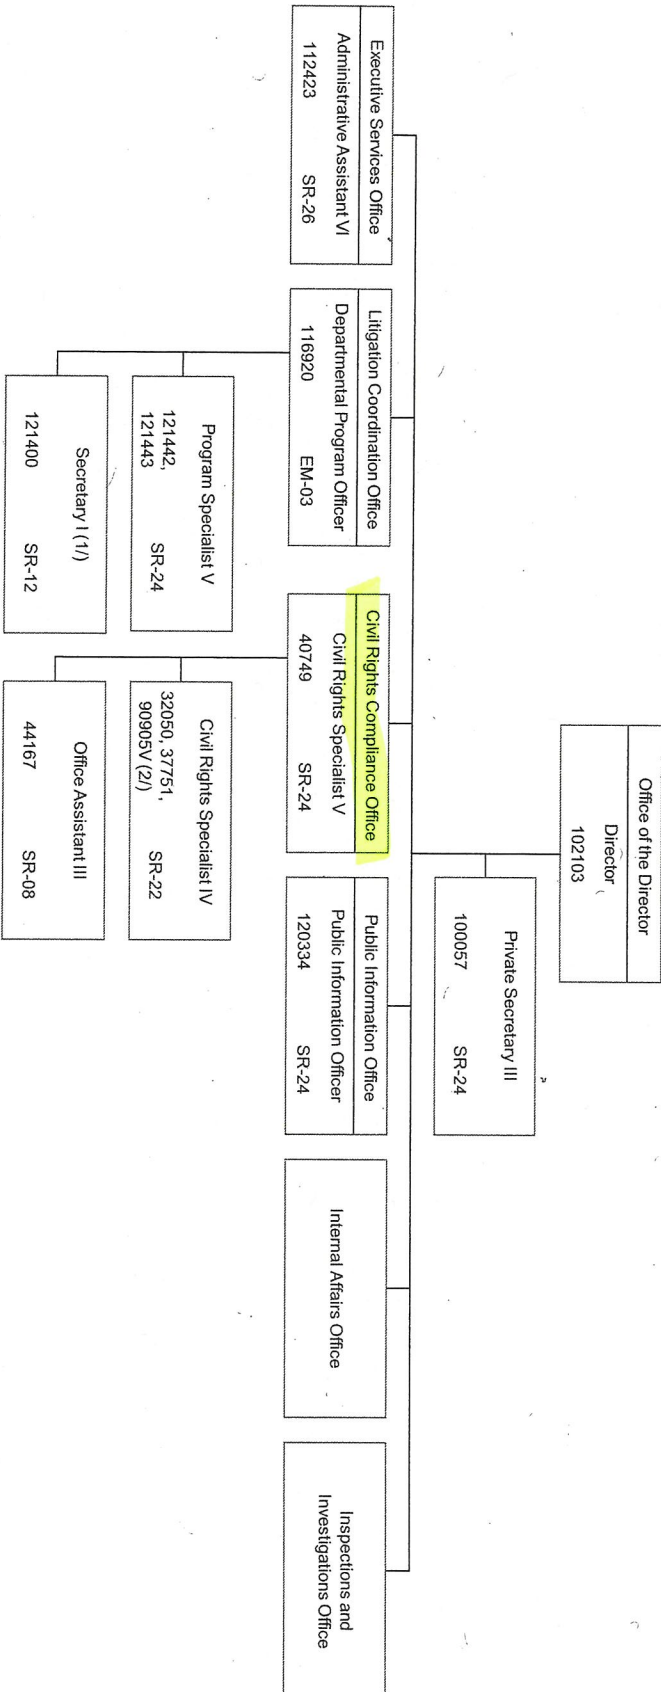 Office of the Director
Director
102103
Private Secretary III
100057 SR-24
Executive Services Office
Administrative Assistant VI
112423 SR-26
Litigation Coordination Office
Departmental Program Officer
116920 EM-03
Program Specialist V
121442,
121443 SR-24
Secretary I (1/)
121400 SR-12
Civil Rights Compliance Office
Civil Rights Specialist V
40749 SR-24
Civil Rights Specialist IV
32050, 37751,
90905V (2/) SR-22
Office Assistant III
44167 SR-08
Public Information Office
Public Information Officer
120334 SR-24
Internal Affairs Office
Inspections and
Investigations Office